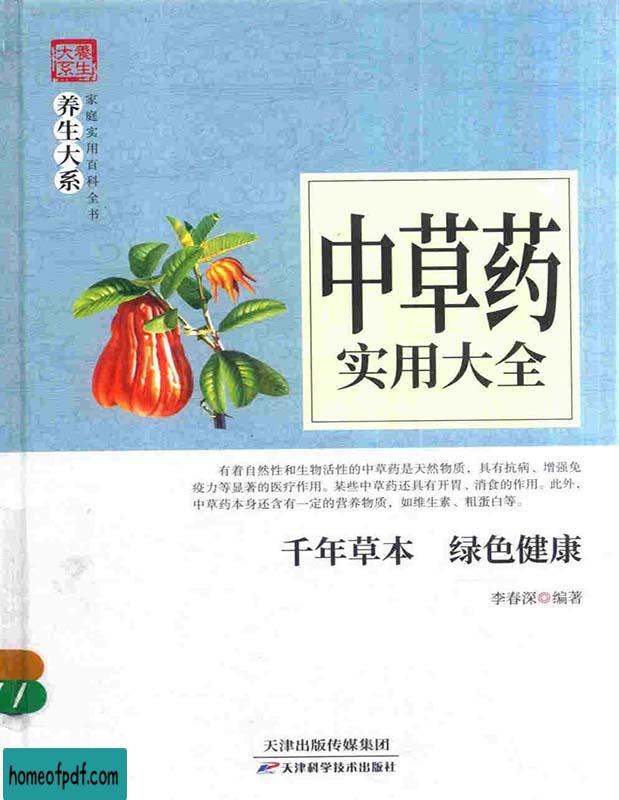 養生
大系
养生大系
家庭实用百科全书
中草药
实用大全
有着自然性和生物活性的中草药是天然物质，具有抗病、增强免
疫力等显著的医疗作用。某些中草药还具有开胃、消食的作用。此外，
中草药本身还含有一定的营养物质，如维生素、粗蛋白等。
千年草本 绿色健康
李春深◎编著
天津出版传媒集团
天津科学技术出版社
homeofpdf.com